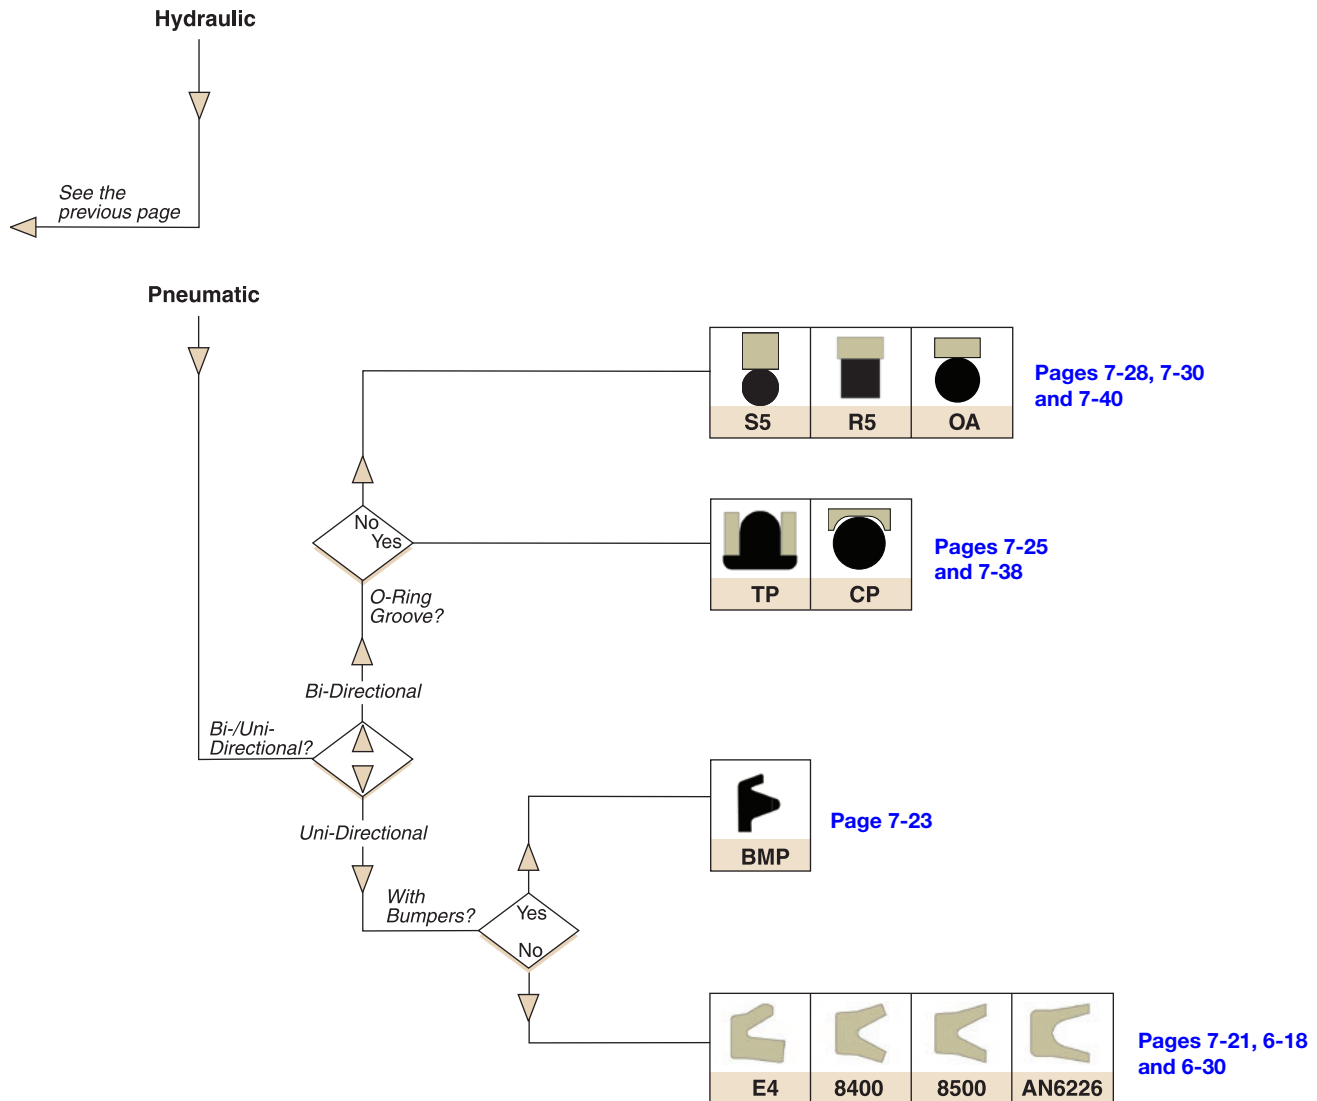 Hydraulic
See the
previous page
Pneumatic
S5
R5
OA
Pages 7-28, 7-30
and 7-40
No
Yes
O-Ring
Groove?
TP
CP
Pages 7-25
and 7-38
Bi-Directional
Bi-/Uni-
Directional?
Uni-Directional
With
Bumpers?
Yes
No
BMP
Page 7-23
E4
8400
8500
AN6226
Pages 7-21, 6-18
and 6-30